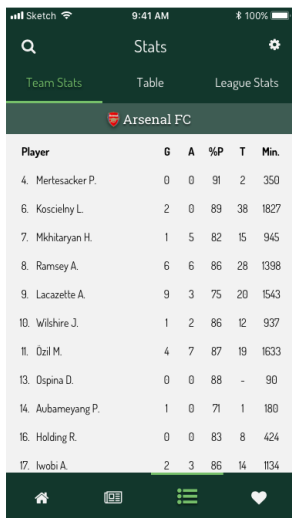 Sketch 9:41 AM 100%
Stats
Team Stats Table League Stats
Arsenal FC
Player G A %P T Min.
4. Mertesacker P. 0 0 91 2 350
6. Koscielny L. 2 0 89 38 1827
7. Mkhitaryan H. 1 5 82 15 945
8. Ramsey A. 6 6 86 28 1398
9. Lacazette A. 9 3 75 20 1543
10. Wilshire J. 1 2 86 12 937
11. Özil M. 4 7 87 19 1633
13. Ospina D. 0 0 88 - 90
14. Aubameyang P. 1 0 71 1 180
16. Holding R. 0 0 83 8 424
17. Iwobi A. 2 3 86 14 1134